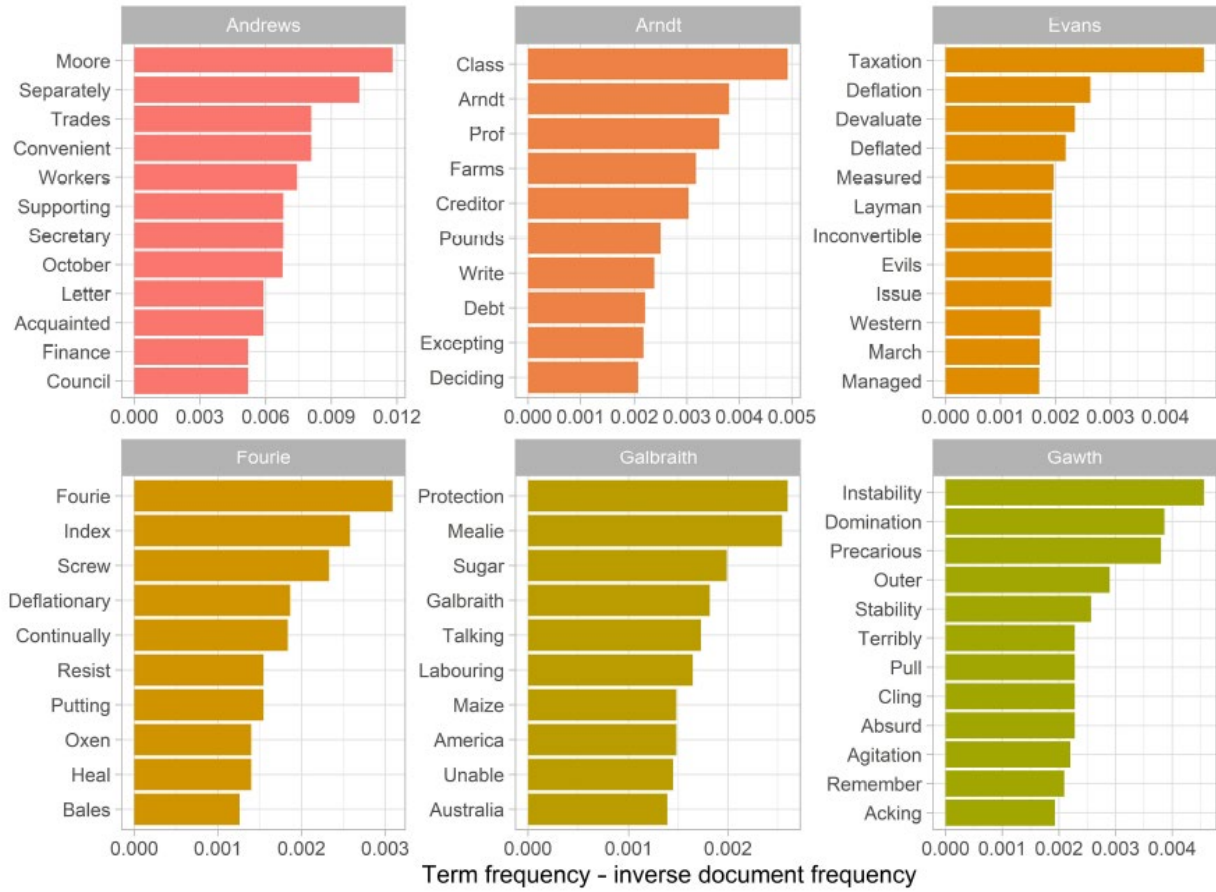 Andrews
Moore
Separately
Trades
Convenient
Workers
Supporting
Secretary
October
Letter
Acquainted
Finance
Council
0.000 0.003 0.006 0.009 0.012
Arndt
Class
Arndt
Prof
Farms
Creditor
Pounds
Write
Debt
Excepting
Deciding
0.000 0.001 0.002 0.003 0.004 0.005
Evans
Taxation
Deflation
Devaluate
Deflated
Measured
Layman
Inconvertible
Evils
Issue
Western
March
Managed
0.000 0.001 0.002 0.003 0.004
Fourie
Fourie
Index
Screw
Deflationary
Continually
Resist
Putting
Oxen
Heal
Bales
0.000 0.001 0.002 0.003
Galbraith
Protection
Mealie
Sugar
Galbraith
Talking
Labouring
Maize
America
Unable
Australia
0.000 0.001 0.002
Gawth
Instability
Domination
Precarious
Outer
Stability
Terribly
Pull
Cling
Absurd
Agitation
Remember
Acking
0.000 0.001 0.002 0.003 0.004
Term frequency - inverse document frequency